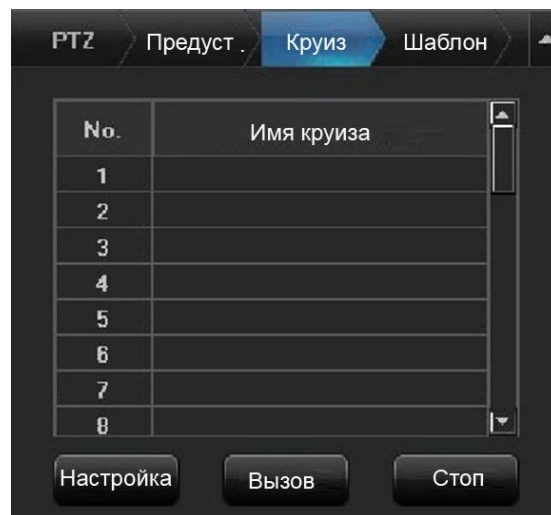 PTZ Предуст . Круиз Шаблон
No. Имя круиза
1
2
3
4
5
6
7
8
Настройка Вызов Стоп